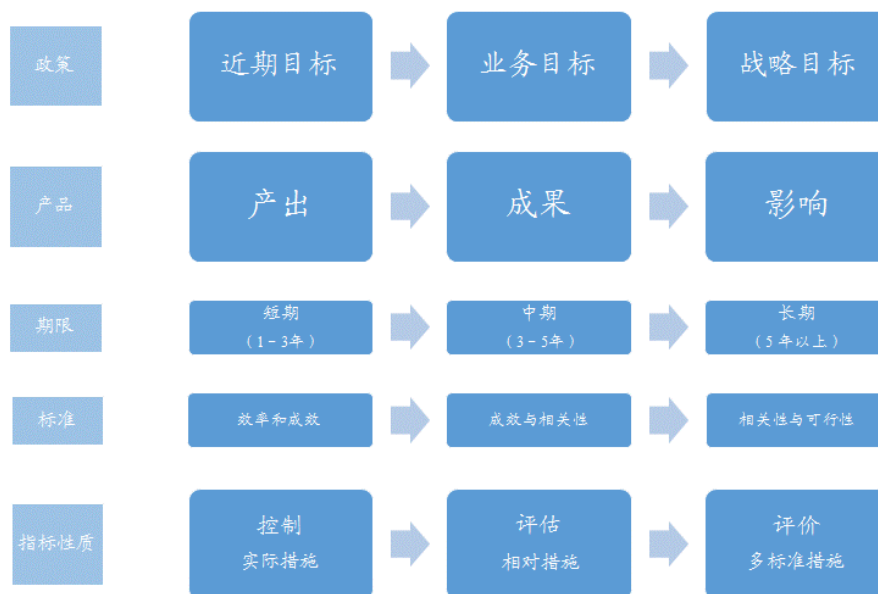 政策
近期目标
业务目标
战略目标
产品
产出
成果
影响
期限
短期
（1-3年）
中期
（3-5年）
长期
（5年以上）
标准
效率和成效
成效与相关性
相关性与可行性
指标性质
控制
实际措施
评估
相对措施
评价
多标准措施